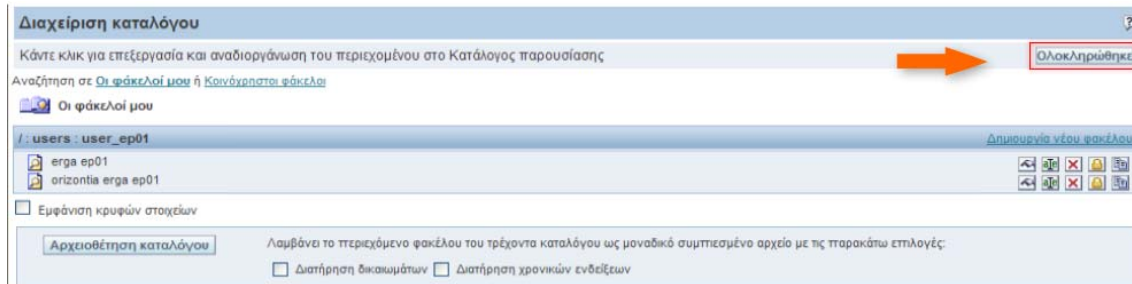 Διαχείριση καταλόγου
Κάντε κλικ για επεξεργασία και αναδιοργάνωση του περιεχομένου στο Κατάλογος παρουσίασης
Ολοκληρώθηκε
Αναζήτηση σε Οι φάκελοί μου ή Κοινόχρηστοι φάκελοι
Οι φάκελοί μου
/ : users : user_ep01 Δημιουργία νέου φακέλου
erga ep01
orizontia erga ep01
Εμφάνιση κρυφών στοιχείων
Αρχειοθέτηση καταλόγου Λαμβάνει το περιεχόμενο φακέλου του τρέχοντα καταλόγου ως μοναδικό συμπιεσμένο αρχείο με τις παρακάτω επιλογές:
Διατήρηση δικαιωμάτων Διατήρηση χρονικών ενδείξεων